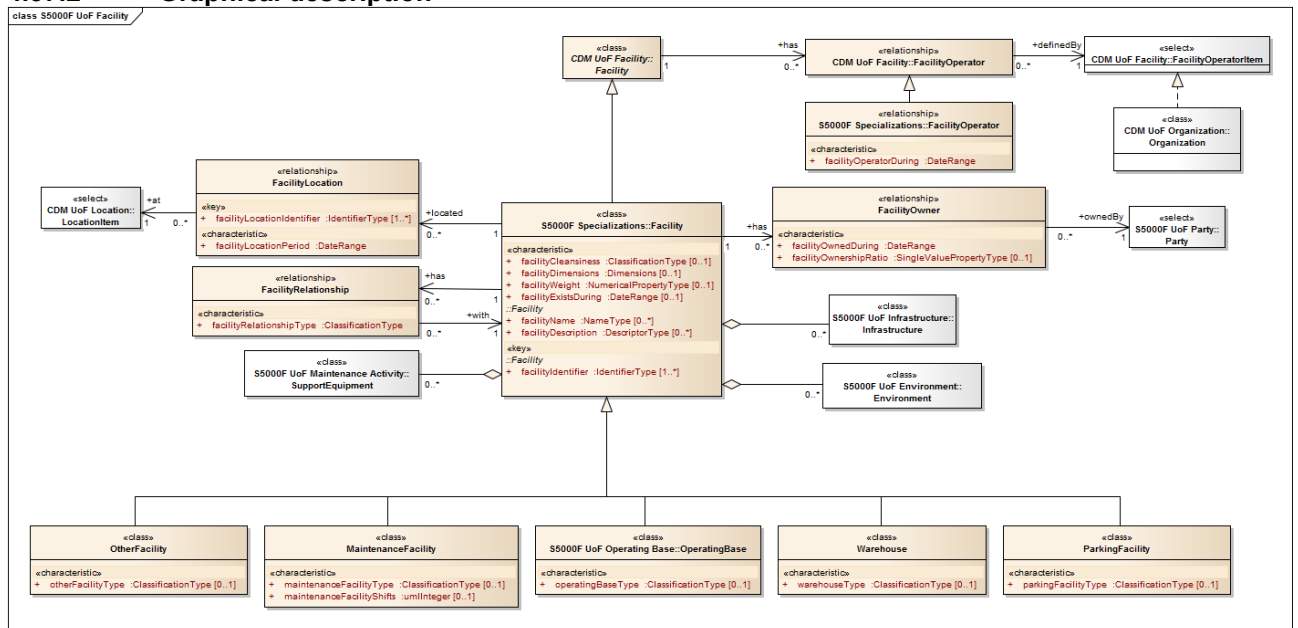 class S5000F UoF Facility
«class»
CDM UoF Facility::
Facility
1
+has
0..*
«relationship»
CDM UoF Facility::FacilityOperator
+definedBy
0..*
1
«select»
CDM UoF Facility::FacilityOperatorItem
«relationship»
S5000F Specializations::FacilityOperator
«characteristic»
+ facilityOperatorDuring :DateRange
«class»
CDM UoF Organization::
Organization
«select»
CDM UoF Location::
LocationItem
+at
1
0..*
«relationship»
FacilityLocation
«key»
+ facilityLocationIdentifier :IdentifierType [1..*]
«characteristic»
+ facilityLocationPeriod :DateRange
+located
0..*
1
«class»
S5000F Specializations::Facility
«characteristic»
+ facilityCleansiness :ClassificationType [0..1]
+ facilityDimensions :Dimensions [0..1]
+ facilityWeight :NumericalPropertyType [0..1]
+ facilityExistsDuring :DateRange [0..1]
::Facility
+ facilityName :NameType [0..*]
+ facilityDescription :DescriptorType [0..*]
«key»
::Facility
+ facilityIdentifier :IdentifierType [1..*]
+has
1
0..*
«relationship»
FacilityOwner
«characteristic»
+ facilityOwnedDuring :DateRange
+ facilityOwnershipRatio :SingleValuePropertyType [0..1]
+ownedBy
0..*
1
«select»
S5000F UoF Party::
Party
«relationship»
FacilityRelationship
«characteristic»
+ facilityRelationshipType :ClassificationType
+has
0..*
1
+with
0..*
1
«class»
S5000F UoF Infrastructure::
Infrastructure
0..*
«class»
S5000F UoF Maintenance Activity::
SupportEquipment
0..*
«class»
S5000F UoF Environment::
Environment
0..*
«class»
OtherFacility
«characteristic»
+ otherFacilityType :ClassificationType [0..1]
«class»
MaintenanceFacility
«characteristic»
+ maintenanceFacilityType :ClassificationType [0..1]
+ maintenanceFacilityShifts :umlInteger [0..1]
«class»
S5000F UoF Operating Base::OperatingBase
«characteristic»
+ operatingBaseType :ClassificationType [0..1]
«class»
Warehouse
«characteristic»
+ warehouseType :ClassificationType [0..1]
«class»
ParkingFacility
«characteristic»
+ parkingFacilityType :ClassificationType [0..1]